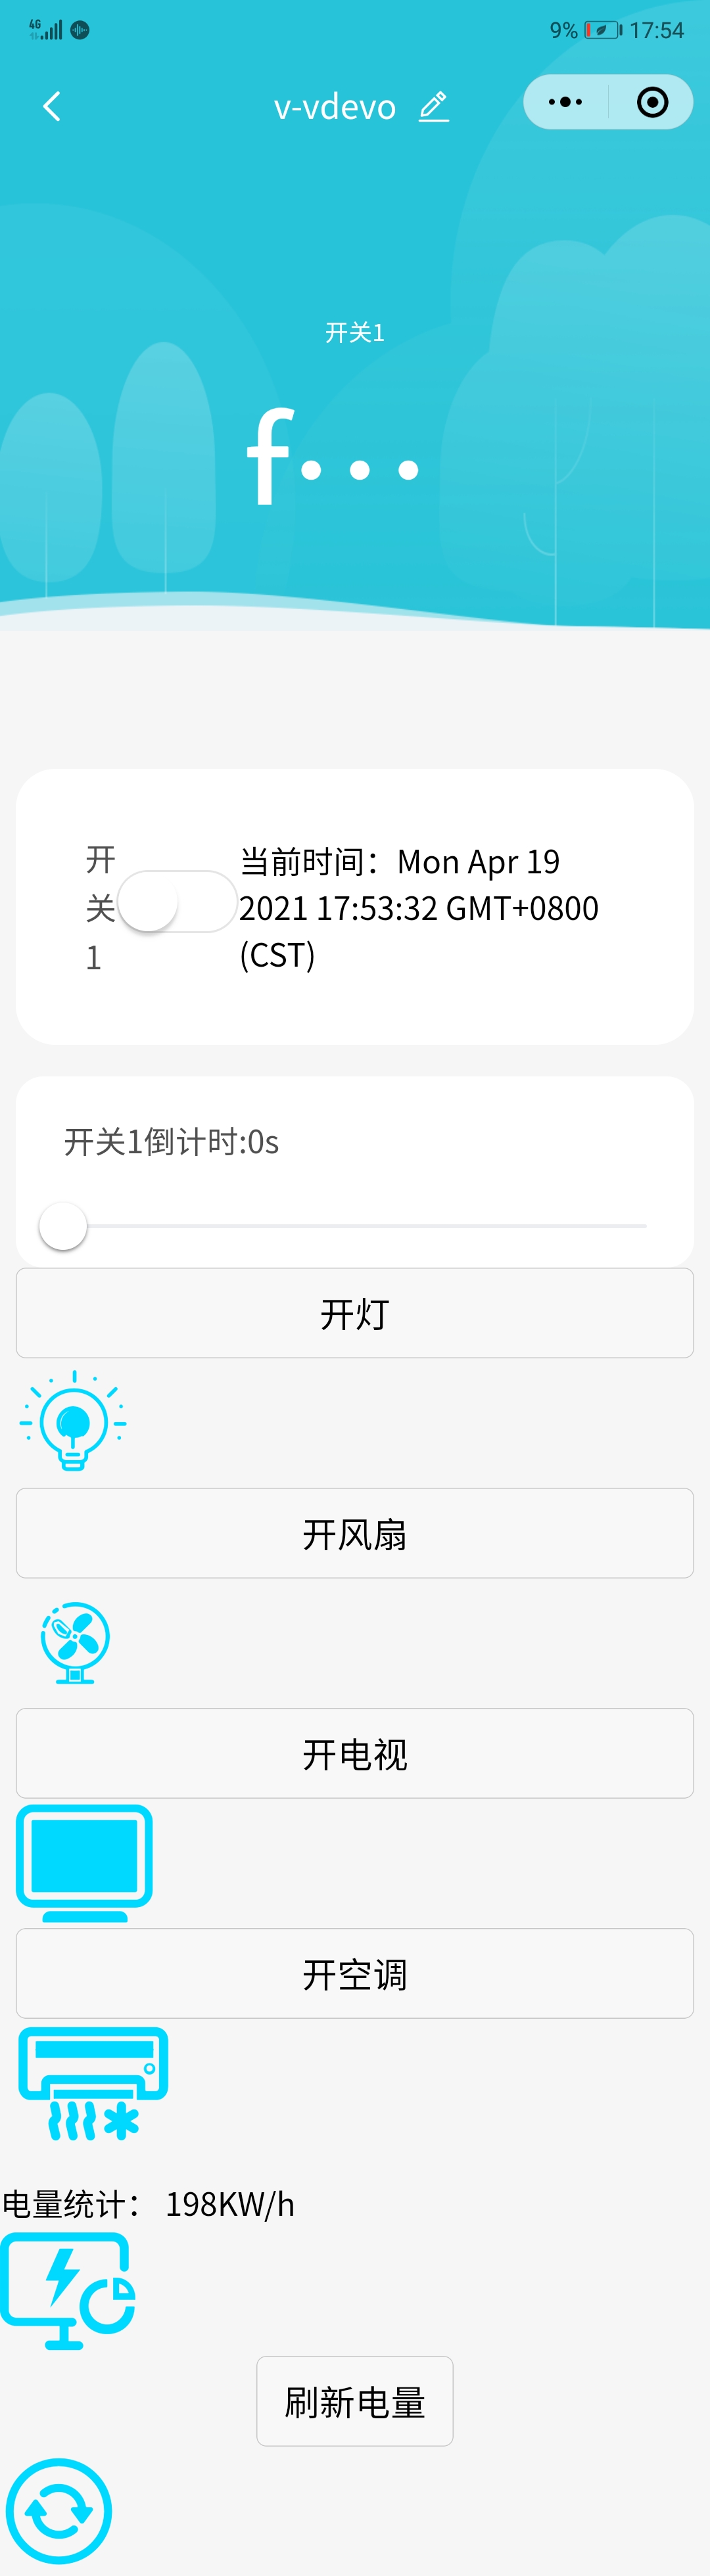 4G
9%
17:54
v-vdevo
开关1
f...
开
关
1
当前时间：Mon Apr 19
2021 17:53:32 GMT+0800
(CST)
开关1倒计时:0s
开灯
开风扇
开电视
开空调
电量统计： 198KW/h
刷新电量